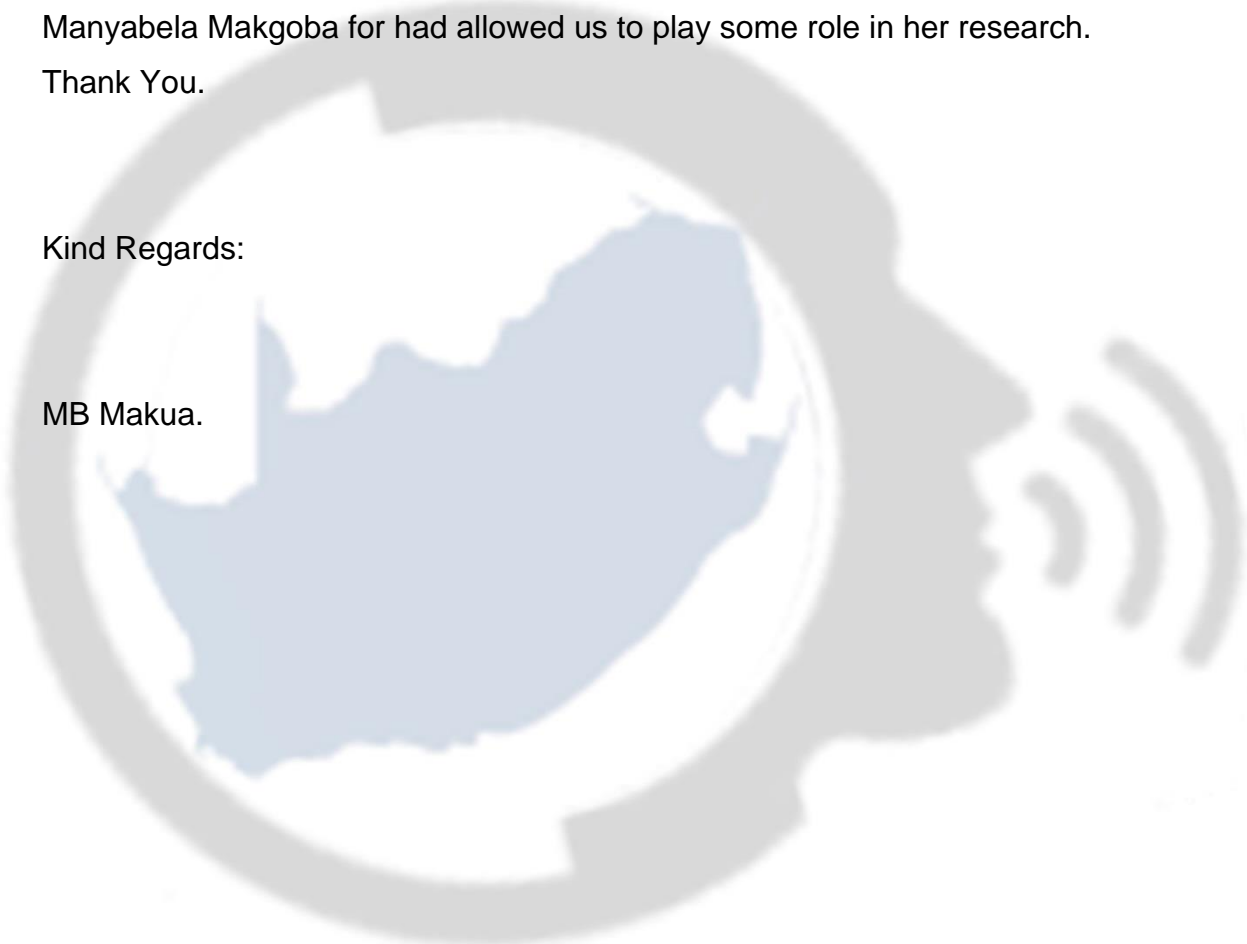 Manyabela Makgoba for had allowed us to play some role in her research.
Thank You.
Kind Regards:
MB Makua.